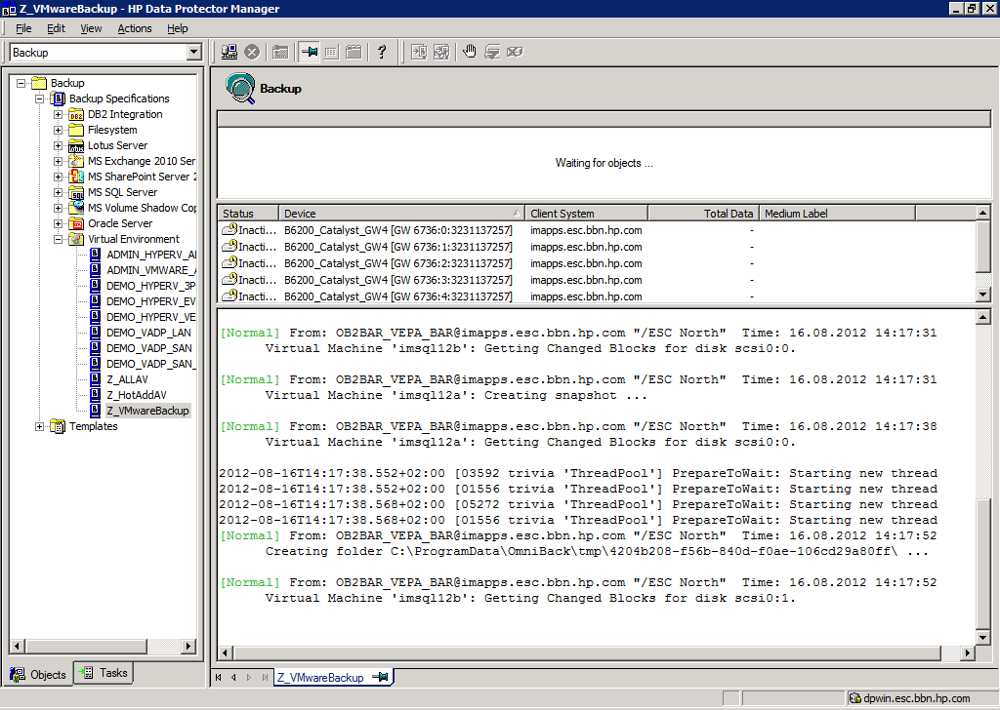 Z_VMwareBackup - HP Data Protector Manager
File Edit View Actions Help
Backup
Backup
Backup Specifications
DB2 Integration
Filesystem
Lotus Server
MS Exchange 2010 Ser
MS SharePoint Server 2
MS SQL Server
MS Volume Shadow Cop
Oracle Server
Virtual Environment
ADMIN_HYPERV_AL
ADMIN_VMWARE_A
DEMO_HYPERV_3P
DEMO_HYPERV_EV
DEMO_HYPERV_VE
DEMO_VADP_LAN
DEMO_VADP_SAN
DEMO_VADP_SAN_
Z_ALLAV
Z_HotAddAV
Z_VMwareBackup
Templates
Objects Tasks
Backup
Waiting for objects ...
Status Device Client System Total Data Medium Label
Inacti... B6200_Catalyst_GW4 [GW 6736:0:3231137257] imapps.esc.bbn.hp.com -
Inacti... B6200_Catalyst_GW4 [GW 6736:1:3231137257] imapps.esc.bbn.hp.com -
Inacti... B6200_Catalyst_GW4 [GW 6736:2:3231137257] imapps.esc.bbn.hp.com -
Inacti... B6200_Catalyst_GW4 [GW 6736:3:3231137257] imapps.esc.bbn.hp.com -
Inacti... B6200_Catalyst_GW4 [GW 6736:4:3231137257] imapps.esc.bbn.hp.com -
[Normal] From: OB2BAR_VEPA_BAR@imapps.esc.bbn.hp.com "/ESC North" Time: 16.08.2012 14:17:31
Virtual Machine 'imsql12b': Getting Changed Blocks for disk scsi0:0.
[Normal] From: OB2BAR_VEPA_BAR@imapps.esc.bbn.hp.com "/ESC North" Time: 16.08.2012 14:17:31
Virtual Machine 'imsql12a': Creating snapshot ...
[Normal] From: OB2BAR_VEPA_BAR@imapps.esc.bbn.hp.com "/ESC North" Time: 16.08.2012 14:17:38
Virtual Machine 'imsql12a': Getting Changed Blocks for disk scsi0:0.
2012-08-16T14:17:38.552+02:00 [03592 trivia 'ThreadPool'] PrepareToWait: Starting new thread
2012-08-16T14:17:38.552+02:00 [01556 trivia 'ThreadPool'] PrepareToWait: Starting new thread
2012-08-16T14:17:38.568+02:00 [05272 trivia 'ThreadPool'] PrepareToWait: Starting new thread
2012-08-16T14:17:38.568+02:00 [01556 trivia 'ThreadPool'] PrepareToWait: Starting new thread
[Normal] From: OB2BAR_VEPA_BAR@imapps.esc.bbn.hp.com "/ESC North" Time: 16.08.2012 14:17:52
Creating folder C:\ProgramData\OmniBack\tmp\4204b208-f56b-840d-f0ae-106cd29a80ff\ ...
[Normal] From: OB2BAR_VEPA_BAR@imapps.esc.bbn.hp.com "/ESC North" Time: 16.08.2012 14:17:52
Virtual Machine 'imsql12b': Getting Changed Blocks for disk scsi0:1.
Z_VMwareBackup
dpwin.esc.bbn.hp.com